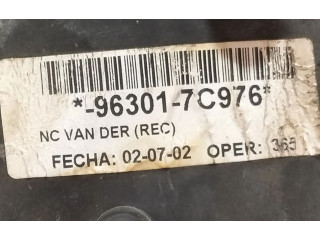 *-96301-7C976*
NC VAN DER (REC)
FECHA: 02-07-02 OPER: 365